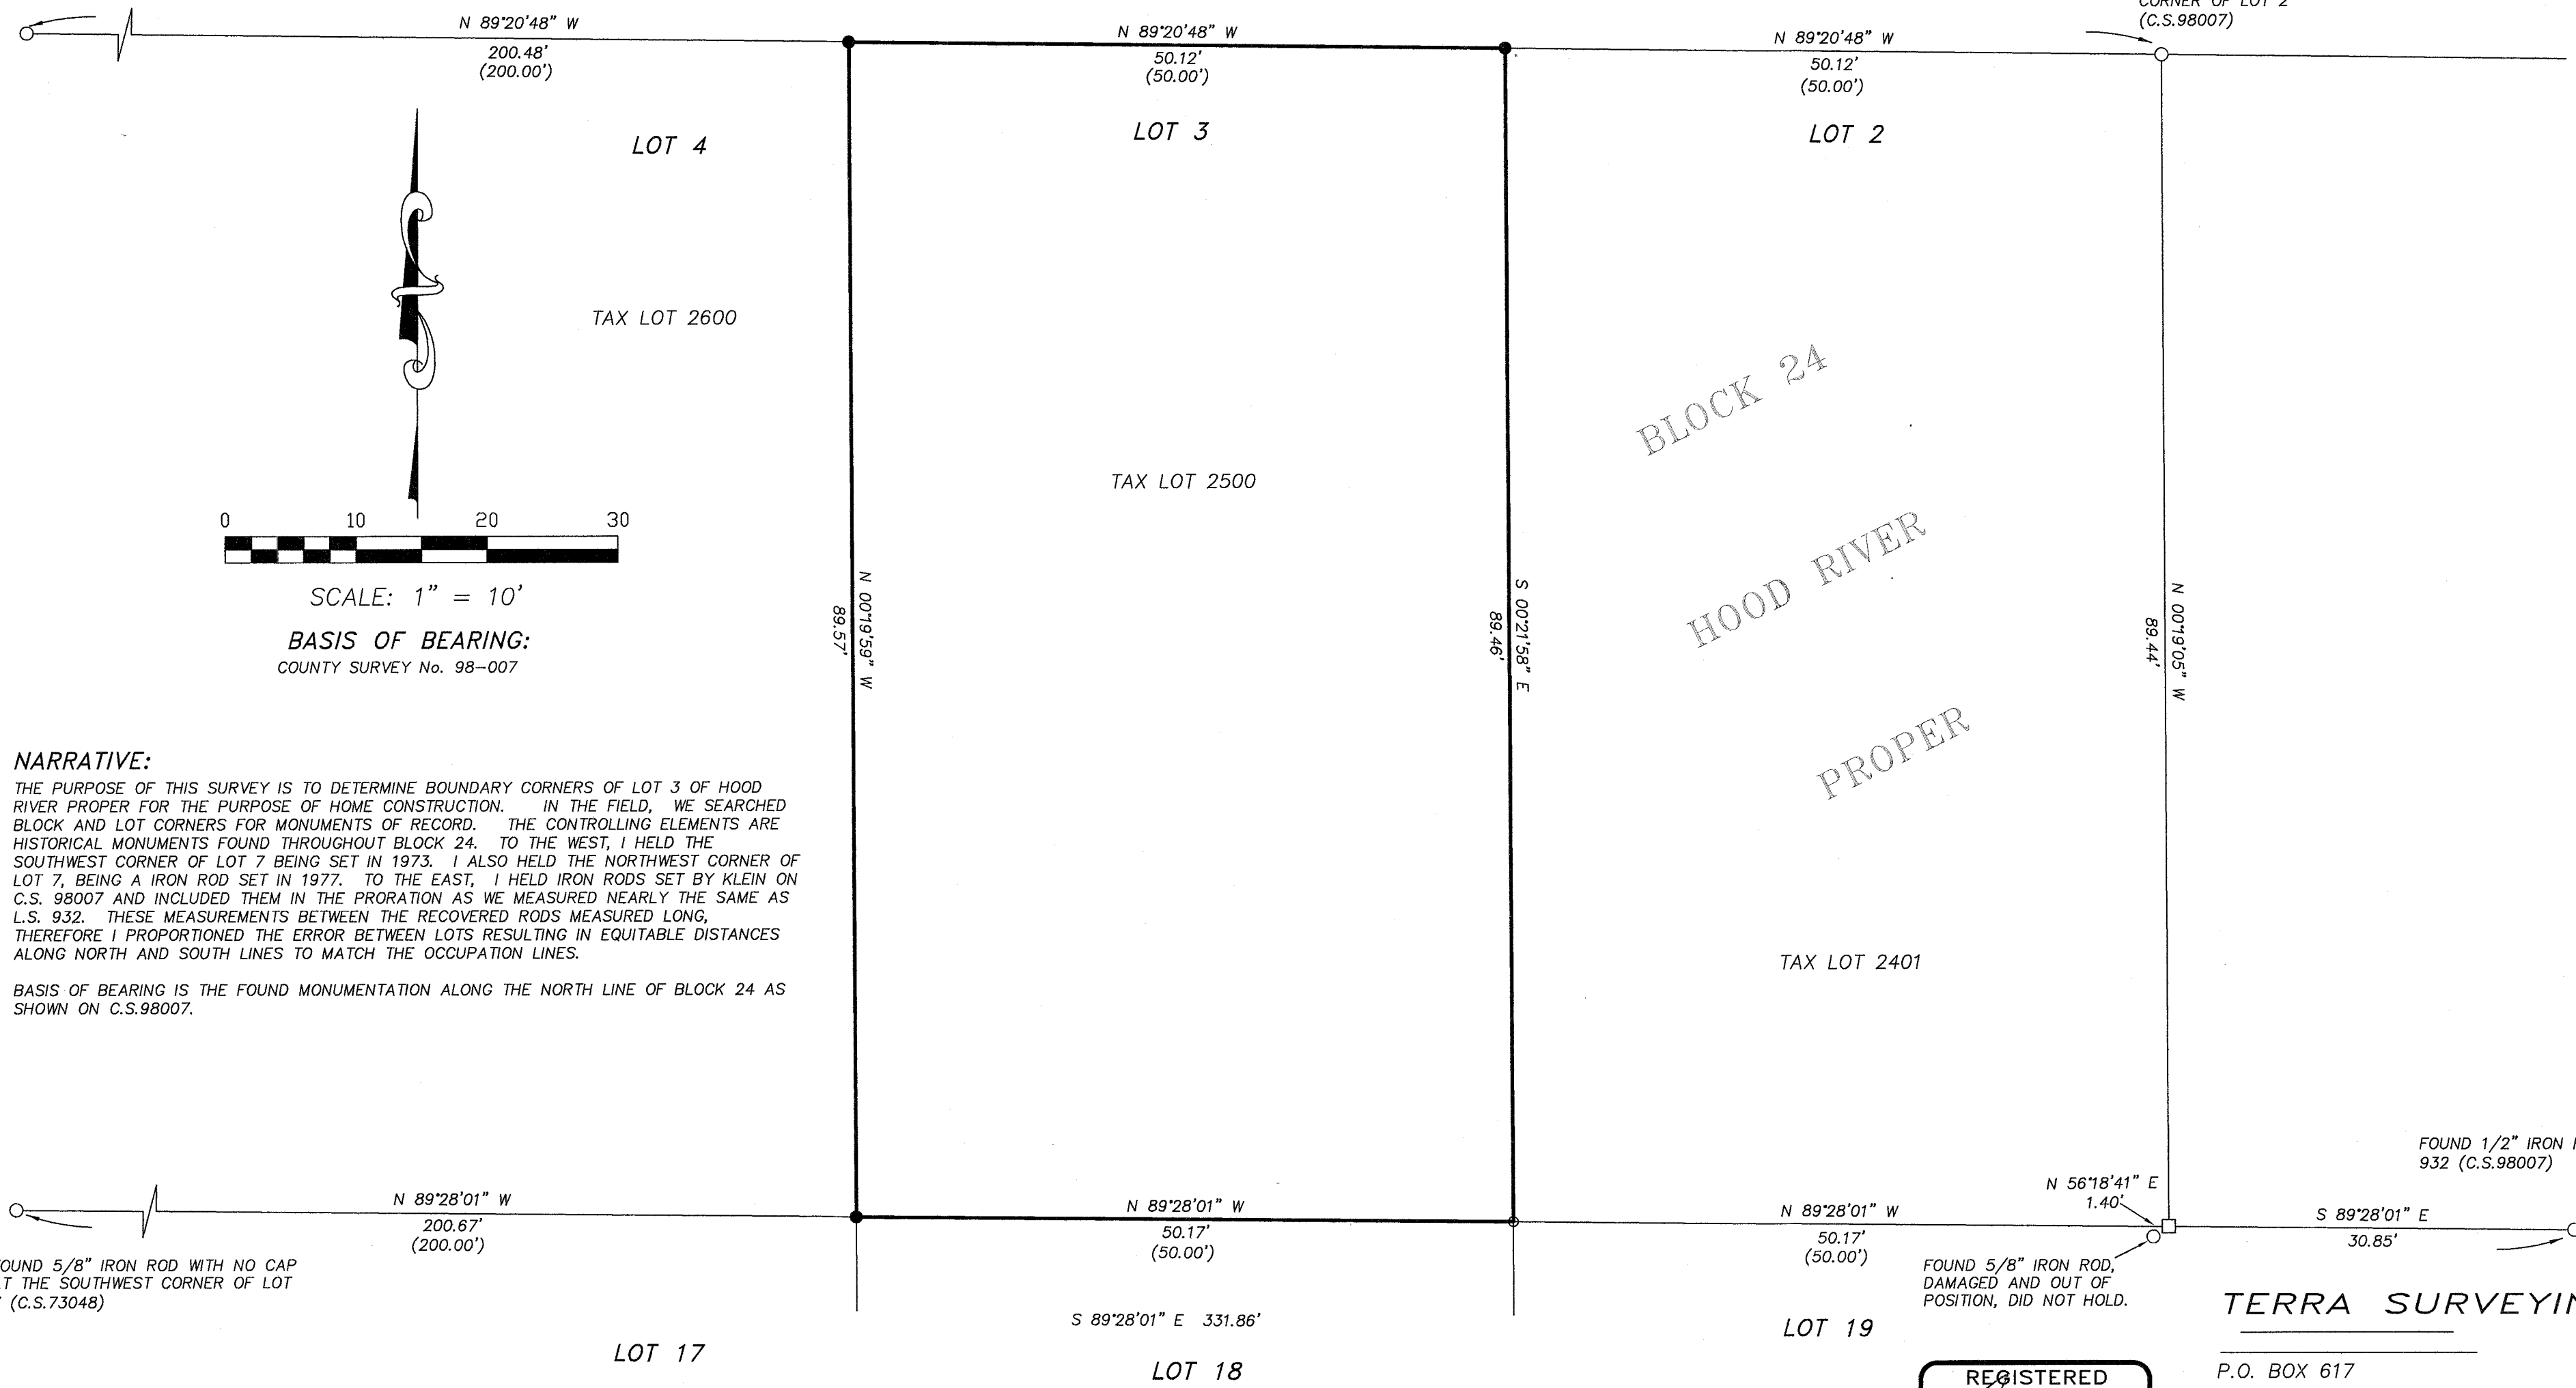 CORNER OF LOT 2
(C.S.98007)
N 89°20'48" W
200.48'
(200.00')
N 89°20'48" W
50.12'
(50.00')
N 89°20'48" W
50.12'
(50.00')
LOT 4
LOT 3
LOT 2
TAX LOT 2600
TAX LOT 2500
BLOCK 24
HOOD RIVER
PROPER
0 10 20 30
SCALE: 1" = 10'
BASIS OF BEARING:
COUNTY SURVEY No. 98-007
N 00°19'59" W
89.57'
S 00°21'58" E
89.46'
N 00°19'05" W
89.44'
NARRATIVE:
THE PURPOSE OF THIS SURVEY IS TO DETERMINE BOUNDARY CORNERS OF LOT 3 OF HOOD
RIVER PROPER FOR THE PURPOSE OF HOME CONSTRUCTION. IN THE FIELD, WE SEARCHED
BLOCK AND LOT CORNERS FOR MONUMENTS OF RECORD. THE CONTROLLING ELEMENTS ARE
HISTORICAL MONUMENTS FOUND THROUGHOUT BLOCK 24. TO THE WEST, I HELD THE
SOUTHWEST CORNER OF LOT 7 BEING SET IN 1973. I ALSO HELD THE NORTHWEST CORNER OF
LOT 7, BEING A IRON ROD SET IN 1977. TO THE EAST, I HELD IRON RODS SET BY KLEIN ON
C.S. 98007 AND INCLUDED THEM IN THE PRORATION AS WE MEASURED NEARLY THE SAME AS
L.S. 932. THESE MEASUREMENTS BETWEEN THE RECOVERED RODS MEASURED LONG,
THEREFORE I PROPORTIONED THE ERROR BETWEEN LOTS RESULTING IN EQUITABLE DISTANCES
ALONG NORTH AND SOUTH LINES TO MATCH THE OCCUPATION LINES.
BASIS OF BEARING IS THE FOUND MONUMENTATION ALONG THE NORTH LINE OF BLOCK 24 AS
SHOWN ON C.S.98007.
TAX LOT 2401
FOUND 1/2" IRON
932 (C.S.98007)
N 56°18'41" E
1.40'
N 89°28'01" W
200.67'
(200.00')
N 89°28'01" W
50.17'
(50.00')
N 89°28'01" W
50.17'
(50.00')
S 89°28'01" E
30.85'
OUND 5/8" IRON ROD WITH NO CAP
T THE SOUTHWEST CORNER OF LOT
(C.S.73048)
FOUND 5/8" IRON ROD,
DAMAGED AND OUT OF
POSITION, DID NOT HOLD.
S 89°28'01" E 331.86'
LOT 17
LOT 18
LOT 19
TERRA SURVEYIN
P.O. BOX 617
REGISTERED